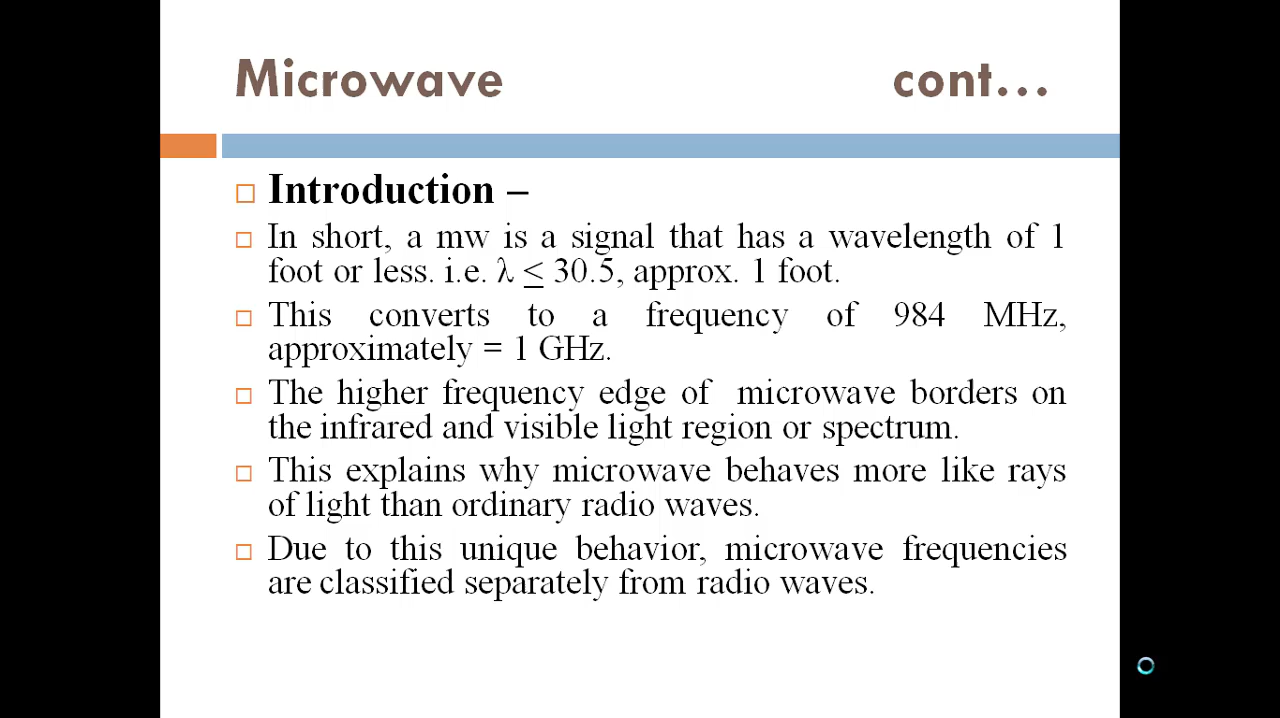 Microwave cont...
Introduction –
In short, a mw is a signal that has a wavelength of 1
foot or less. i.e. λ ≤ 30.5, approx. 1 foot.
This converts to a frequency of 984 MHz,
approximately = 1 GHz.
The higher frequency edge of microwave borders on
the infrared and visible light region or spectrum.
This explains why microwave behaves more like rays
of light than ordinary radio waves.
Due to this unique behavior, microwave frequencies
are classified separately from radio waves.